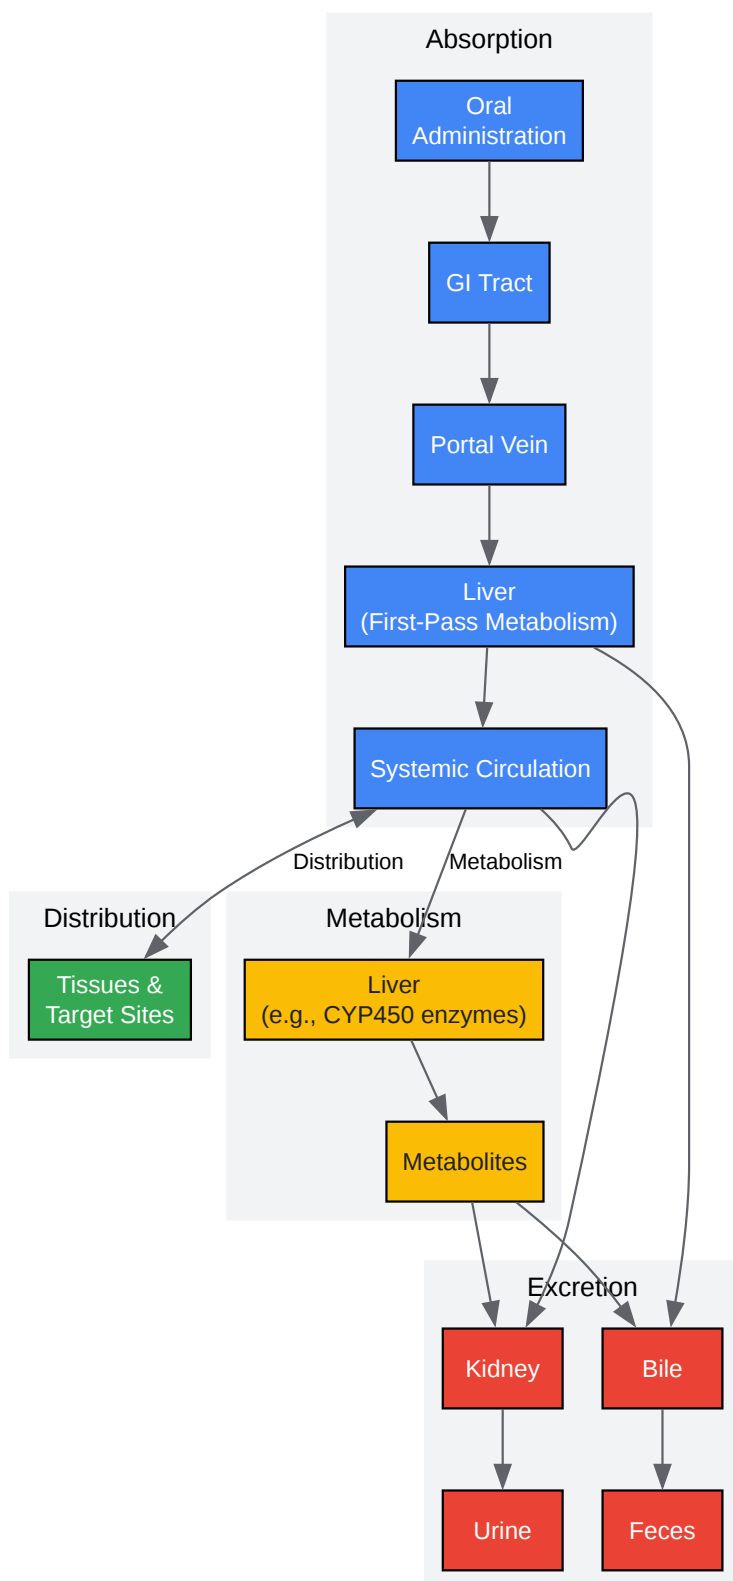 Absorption
Oral
Administration
GI Tract
Portal Vein
Liver
(First-Pass Metabolism)
Systemic Circulation
Distribution
Metabolism
Distribution
Metabolism
Tissues &
Target Sites
Liver
(e.g., CYP450 enzymes)
Metabolites
Excretion
Kidney
Bile
Urine
Feces